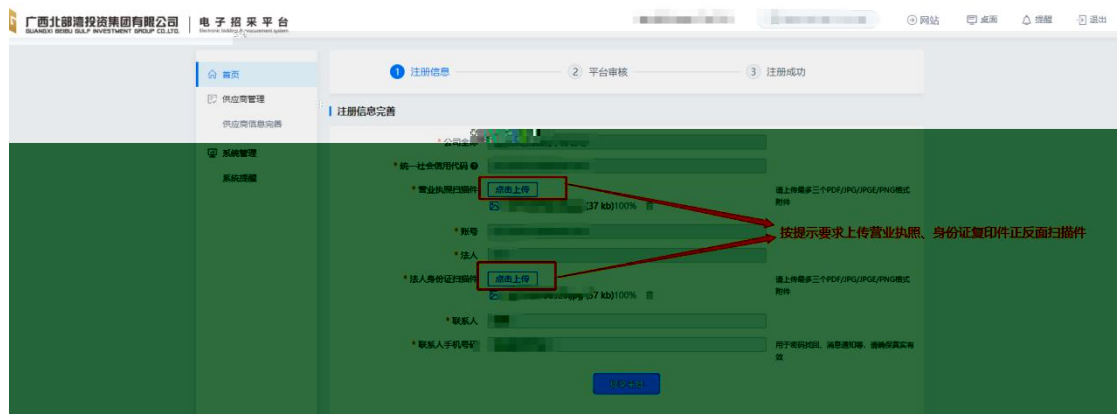 广西北部湾投资集团有限公司
GUANGXI BEIBU GULF INVESTMENT GROUP CO.,LTD.
电子招采平台
Electronic bidding & procurement system
网站
桌面
提醒
退出
首页
供应商管理
供应商信息完善
系统管理
系统提醒
1 注册信息
2 平台审核
3 注册成功
注册信息完善
* 公司全称
* 统一社会信用代码
* 营业执照扫描件
点击上传
请上传最多三个PDF/JPG/JPGE/PNG格式
附件
(37 kb)100%
* 账号
按提示要求上传营业执照、身份证复印件正反面扫描件
* 法人
* 法人身份证扫描件
点击上传
请上传最多三个PDF/JPG/JPGE/PNG格式
附件
kb)100%
* 联系人
* 联系人手机号码
用于密码找回、消息通知等，请确保真实有
效